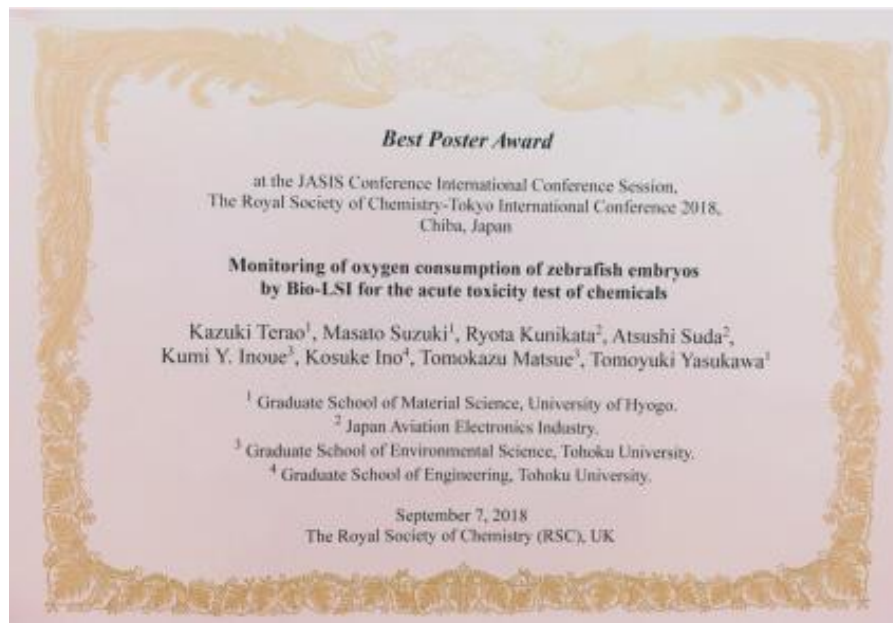 Best Poster Award
at the JASIS Conference International Conference Session,
The Royal Society of Chemistry-Tokyo International Conference 2018,
Chiba, Japan
Monitoring of oxygen consumption of zebrafish embryos
by Bio-LSI for the acute toxicity test of chemicals
Kazuki Terao¹, Masato Suzuki¹, Ryota Kunikata², Atsushi Suda²,
Kumi Y. Inoue³, Kosuke Ino⁴, Tomokazu Matsue³, Tomoyuki Yasukawa¹
¹ Graduate School of Material Science, University of Hyogo.
² Japan Aviation Electronics Industry.
³ Graduate School of Environmental Science, Tohoku University.
⁴ Graduate School of Engineering, Tohoku University.
September 7, 2018
The Royal Society of Chemistry (RSC), UK